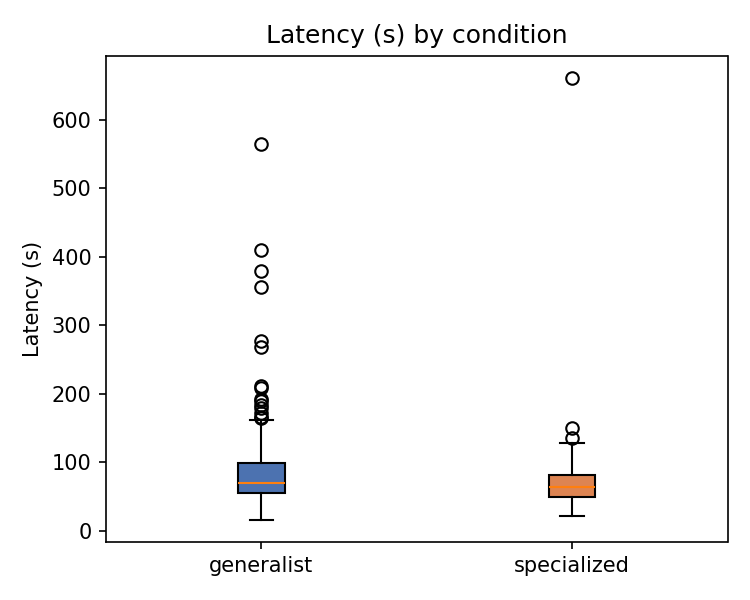 Latency (s) by condition
Latency (s)
600
500
400
300
200
100
0
generalist
specialized